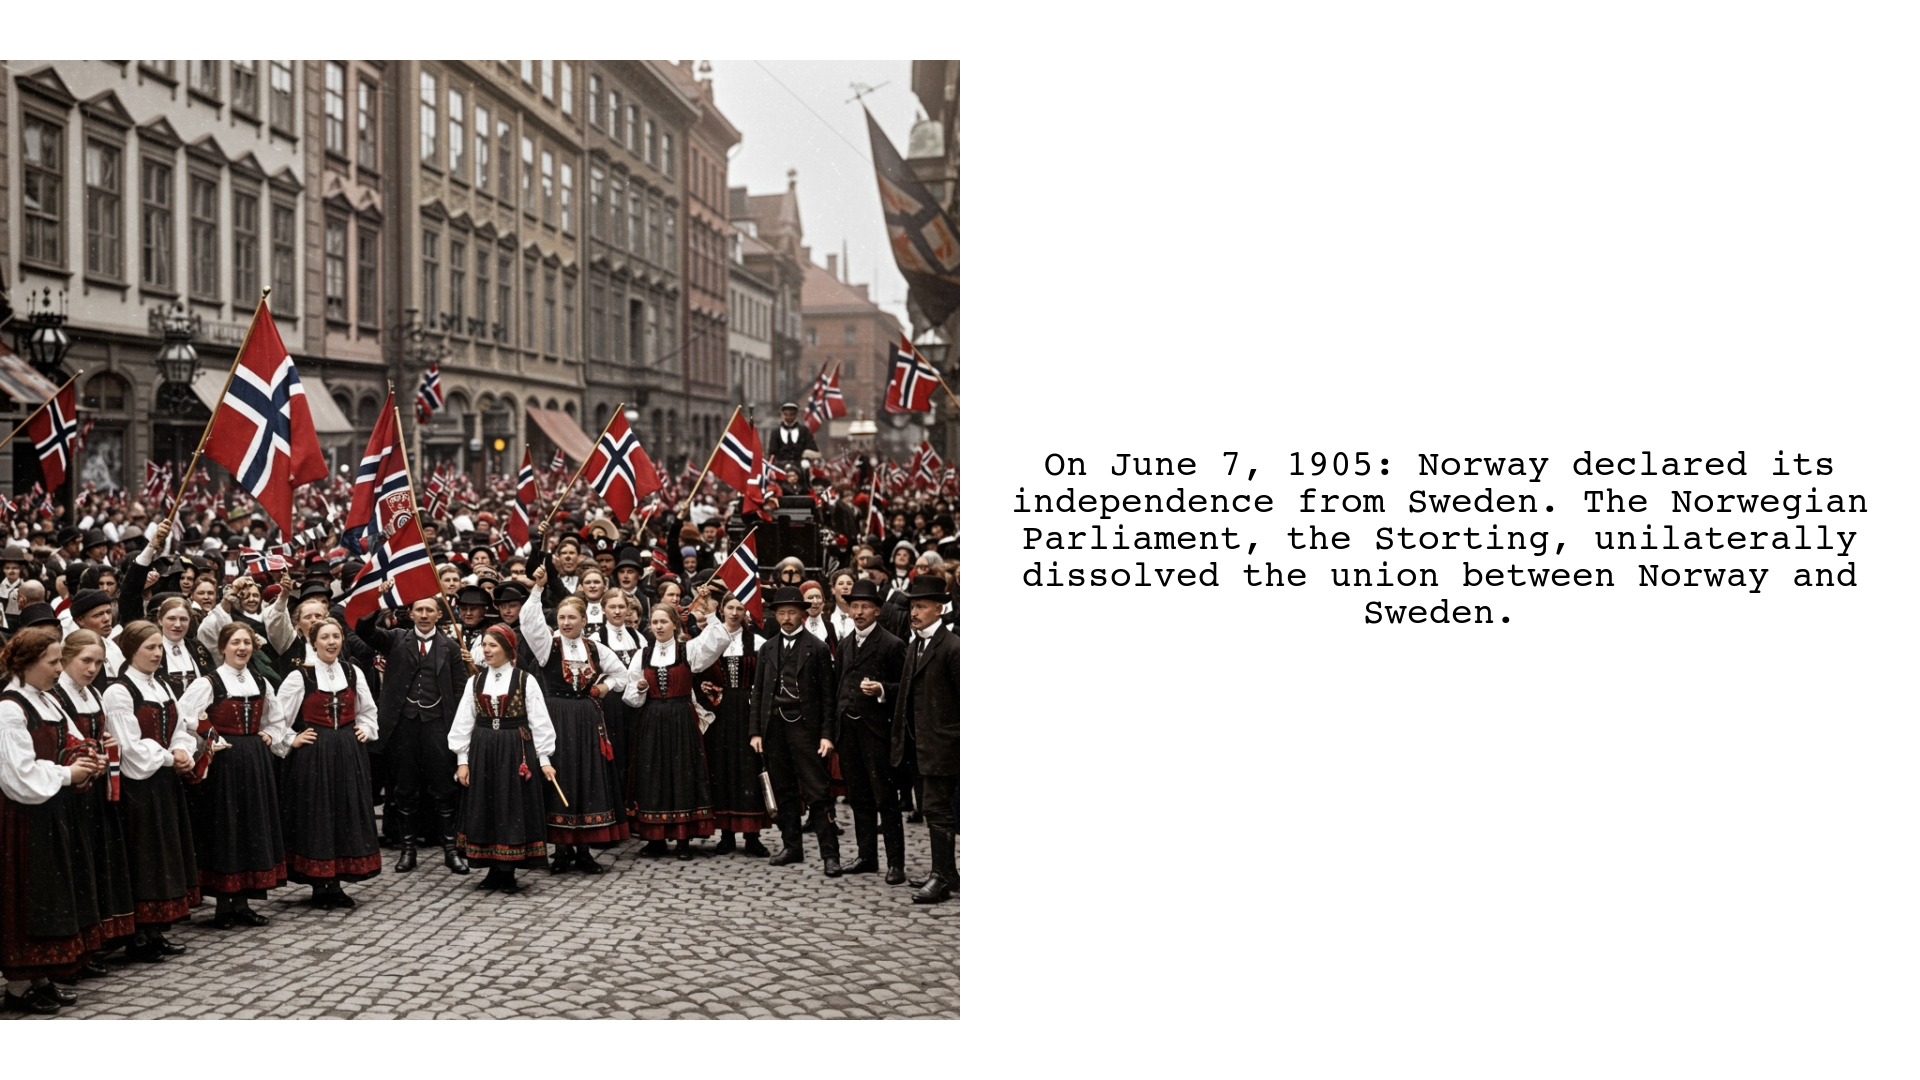 On June 7, 1905: Norway declared its
independence from Sweden. The Norwegian
Parliament, the Storting, unilaterally
dissolved the union between Norway and
Sweden.